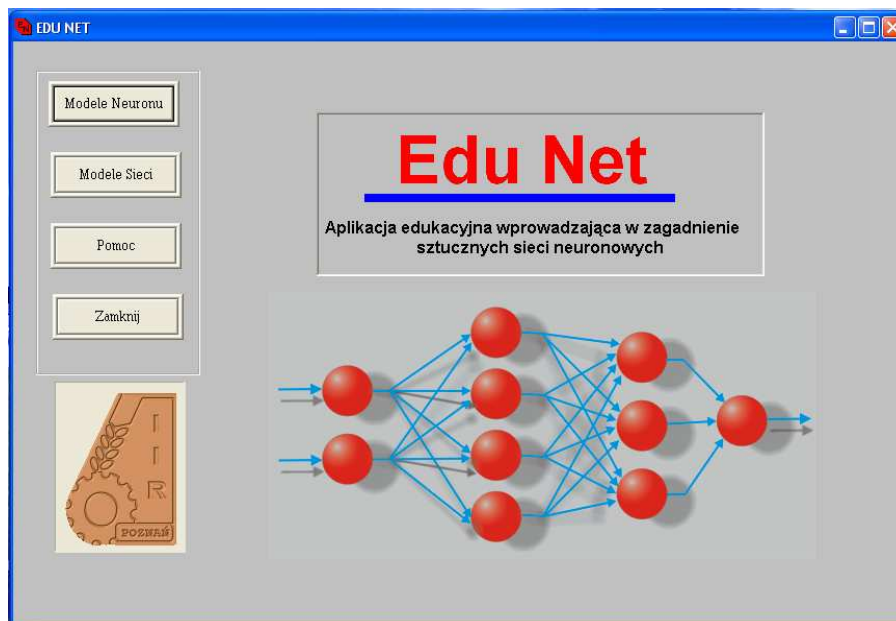 EDU NET
Modele Neuronu
Modele Sieci
Pomoc
Zamknij
Edu Net
Aplikacja edukacyjna wprowadzająca w zagadnienie
sztucznych sieci neuronowych
I
I
R
POZNAŃ